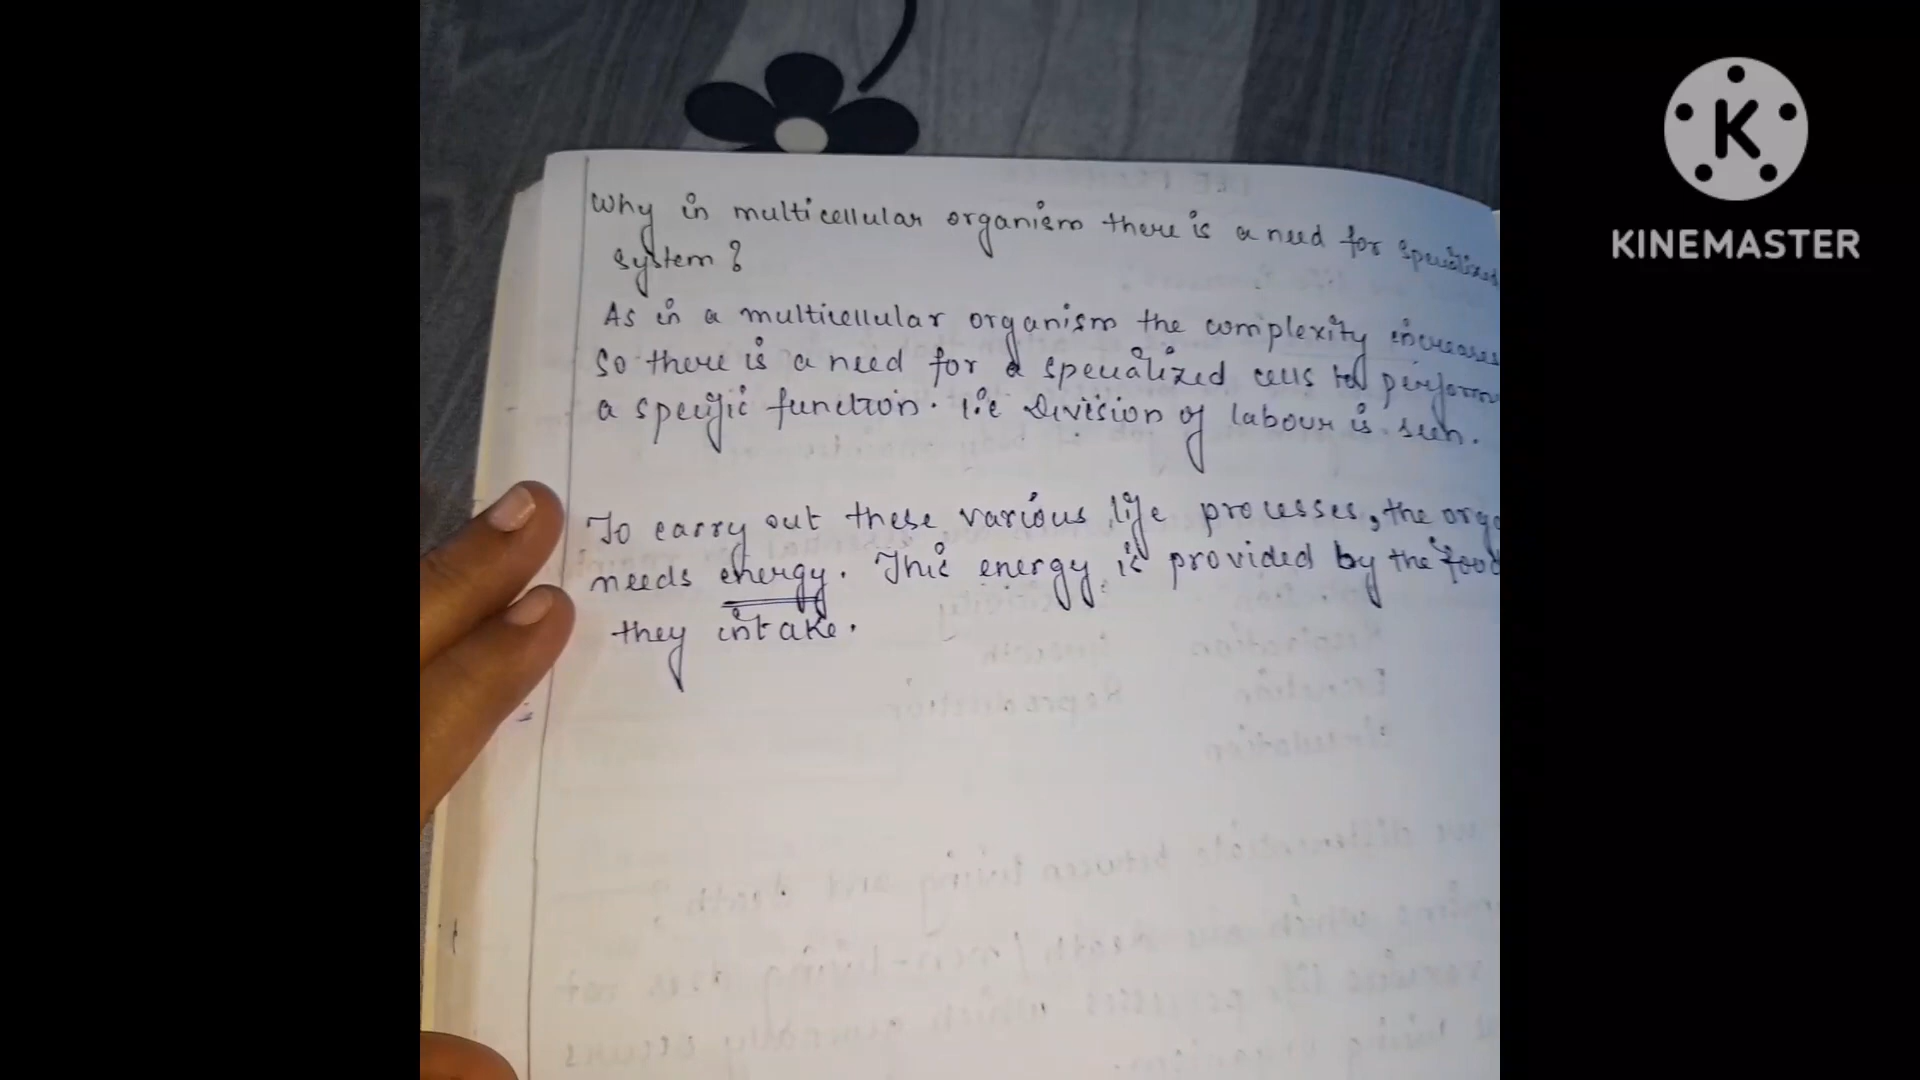 Why in multicellular organism there is a need for specialized
system?
As in a multicellular organism the complexity increases
So there is a need for a specialized cells to perform
a specific function. i.e Division of labour is seen.
To carry out these various life processes, the orga
needs energy. This energy is provided by the food
they intake.
KINEMASTER